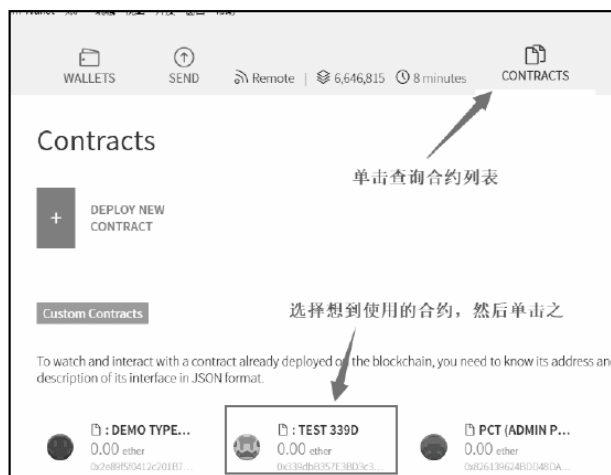 WALLETS
SEND
Remote | 6,646,815 8 minutes
CONTRACTS
Contracts
单击查询合约列表
+
DEPLOY NEW
CONTRACT
选择想到使用的合约，然后单击之
Custom Contracts
To watch and interact with a contract already deployed on the blockchain, you need to know its address and
description of its interface in JSON format.
: DEMO TYPE...
: TEST 339D
PCT (ADMIN P...
0.00 ether
0.00 ether
0.00 ether